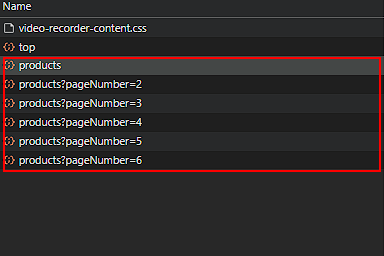 Name
video-recorder-content.css
top
products
products?pageNumber=2
products?pageNumber=3
products?pageNumber=4
products?pageNumber=5
products?pageNumber=6